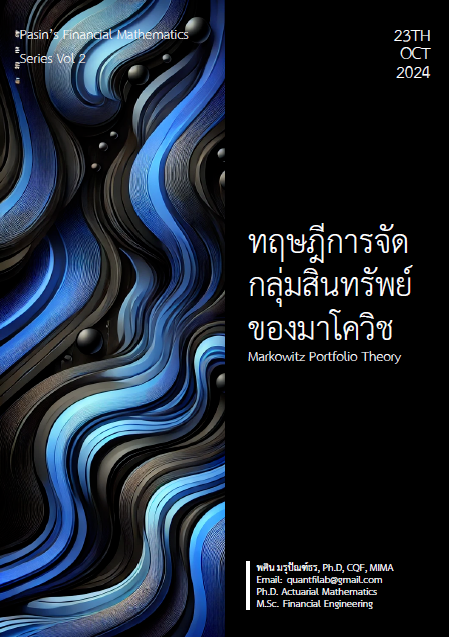 Pasin's Financial Mathematics
Series Vol 2
23TH
OCT
2024
ทฤษฎีการจัด
กลุ่มสินทรัพย์
ของมาโควิช
Markowitz Portfolio Theory
พศิน มรุปัณฑ์ธร, Ph.D, CQF, MIMA
Email: quantfilab@gmail.com
Ph.D. Actuarial Mathematics
M.Sc. Financial Engineering